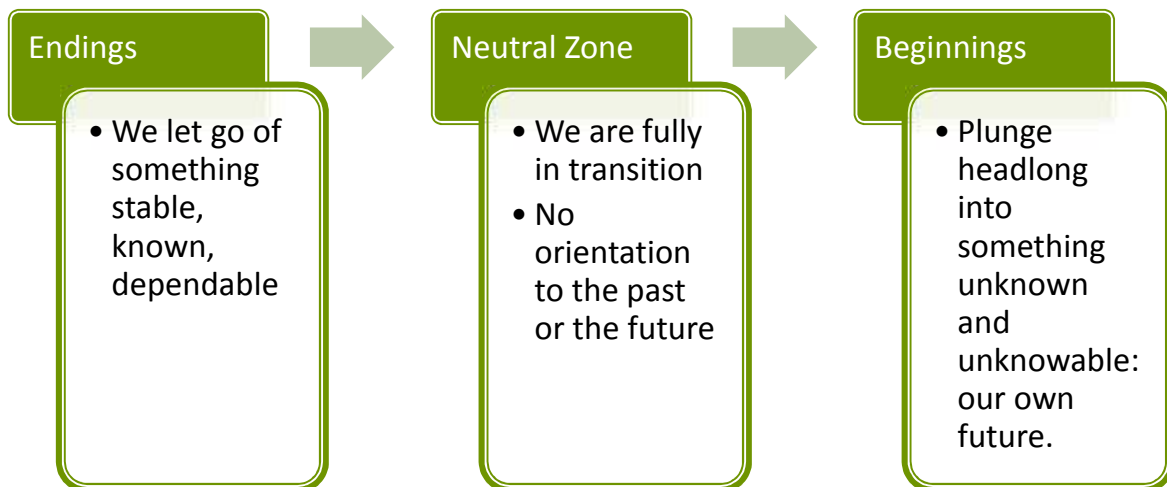 Endings
• We let go of
something
stable,
known,
dependable
Neutral Zone
• We are fully
in transition
• No
orientation
to the past
or the future
Beginnings
• Plunge
headlong
into
something
unknown
and
unknowable:
our own
future.